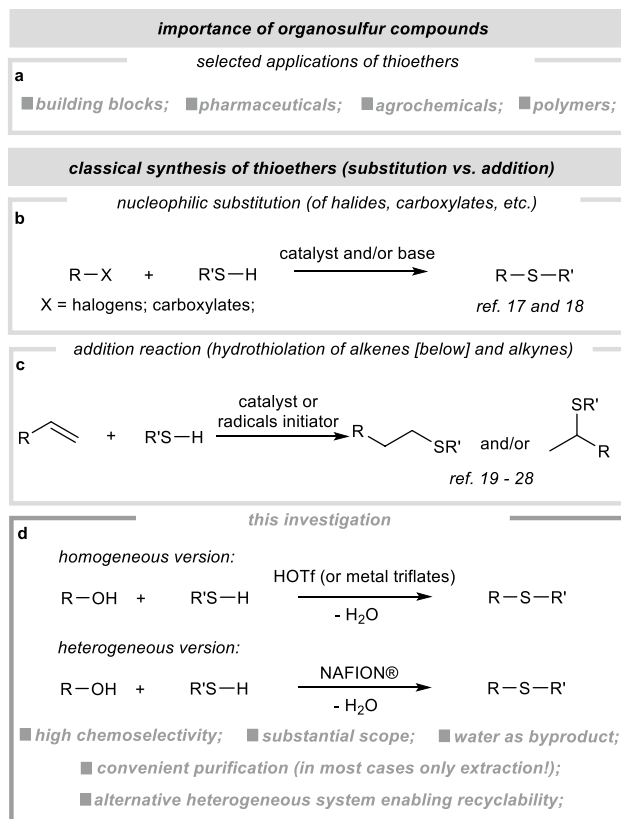 importance of organosulfur compounds
selected applications of thioethers
a
building blocks; pharmaceuticals; agrochemicals; polymers;
classical synthesis of thioethers (substitution vs. addition)
nucleophilic substitution (of halides, carboxylates, etc.)
b
catalyst and/or base
R–X + R'S–H R–S–R'
X = halogens; carboxylates; ref. 17 and 18
addition reaction (hydrothiolation of alkenes [below] and alkynes)
c
catalyst or
radicals initiator
R + R'S–H R SR' and/or SR' R
ref. 19 - 28
this investigation
d
homogeneous version:
HOTf (or metal triflates)
R–OH + R'S–H R–S–R'
- H₂O
heterogeneous version:
NAFION®
R–OH + R'S–H R–S–R'
- H₂O
high chemoselectivity; substantial scope; water as byproduct;
convenient purification (in most cases only extraction!);
alternative heterogeneous system enabling recyclability;